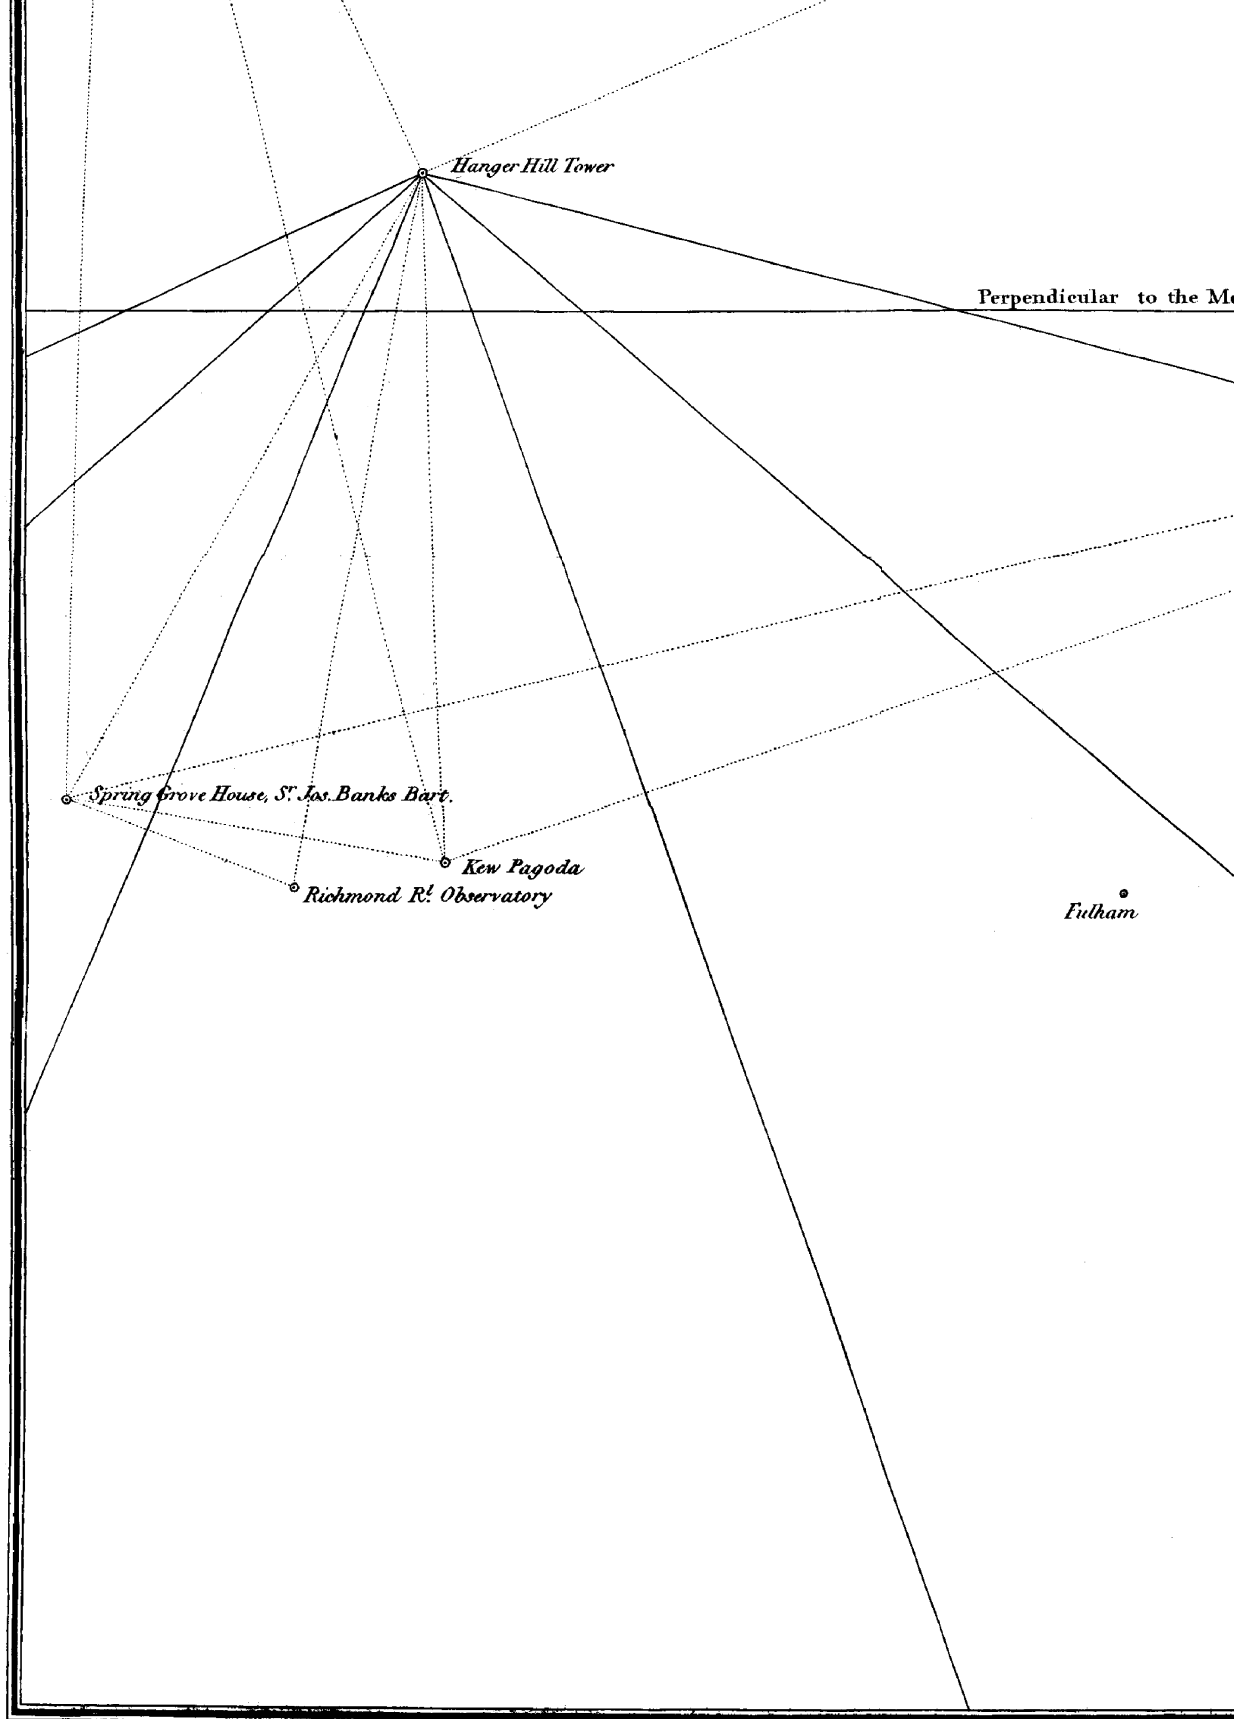 Hanger Hill Tower
Perpendicular to the Me
Spring Grove House, Sr. Jos. Banks Bart.
Kew Pagoda
Richmond Rl. Observatory
Fulham